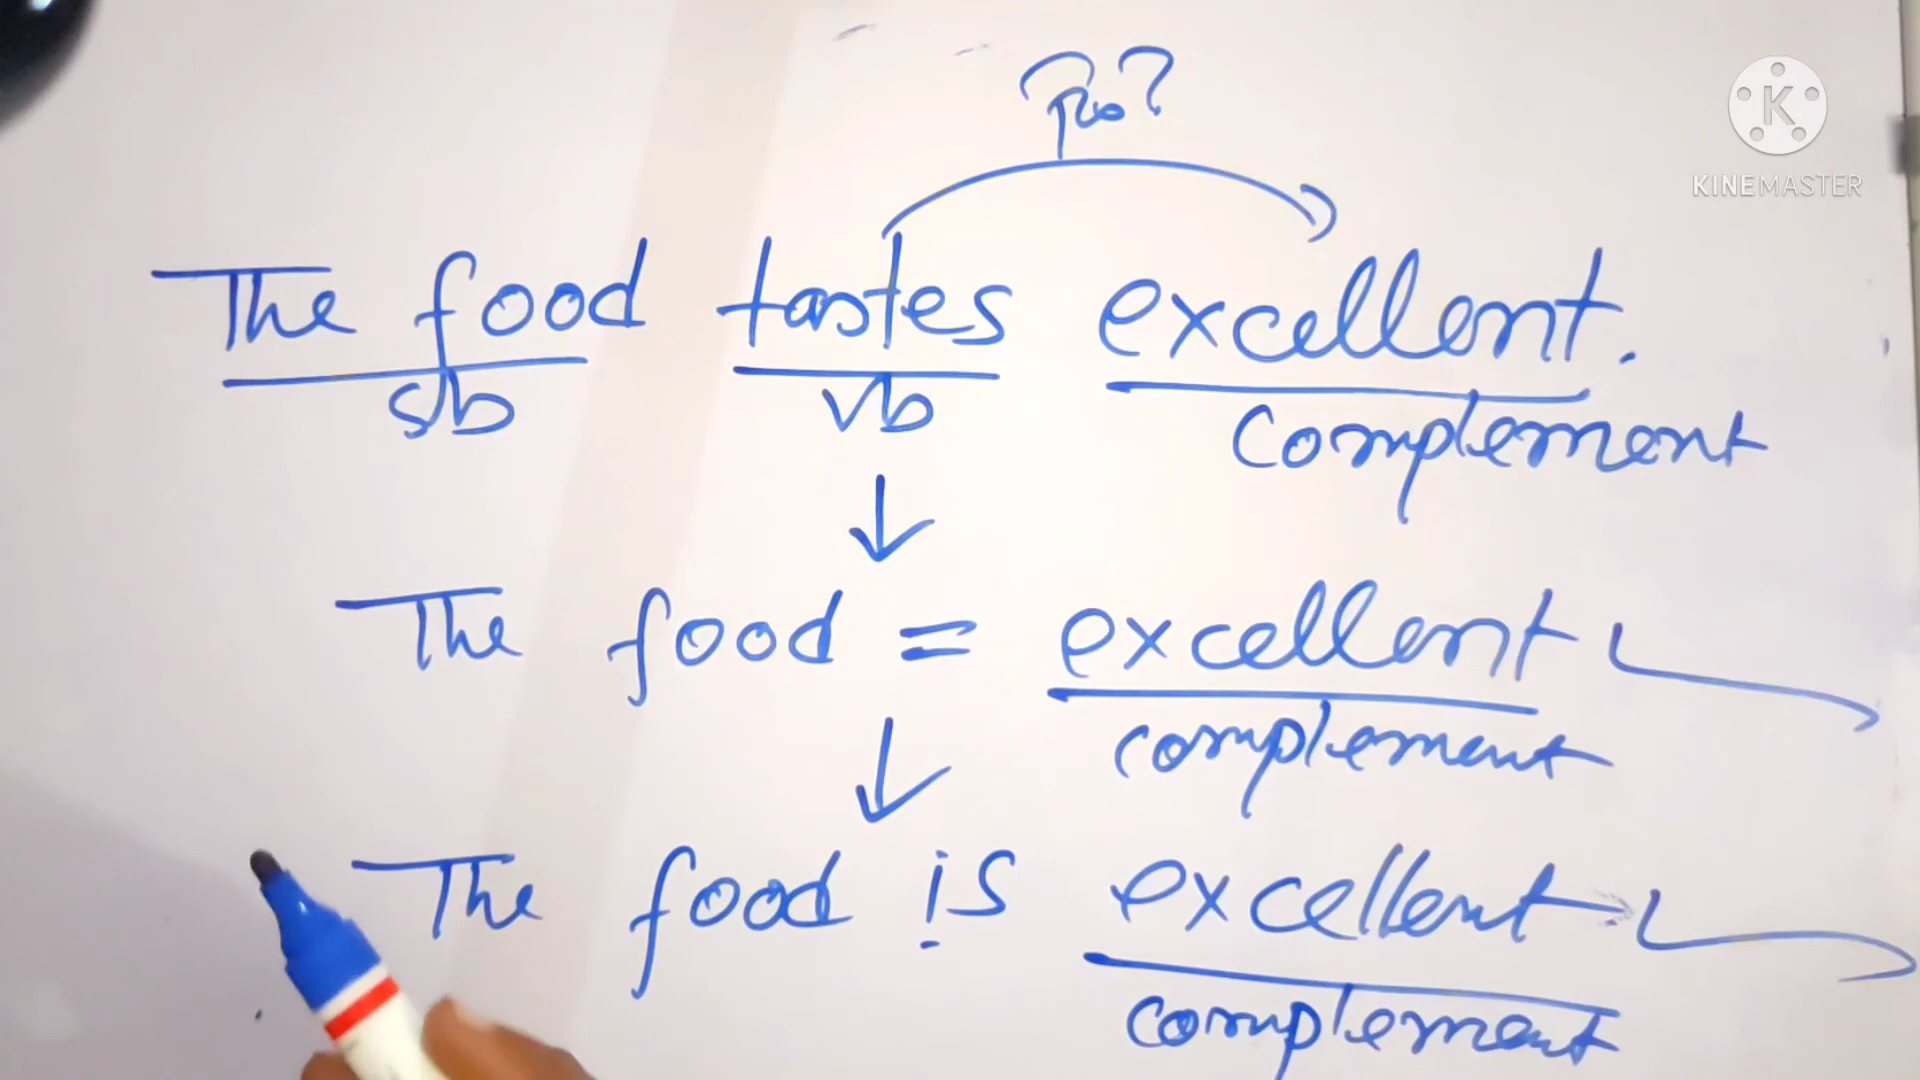 কি?
KINEMASTER
The food tastes excellent.
sb vb complement
The food = excellent
complement
The food is excellent
complement